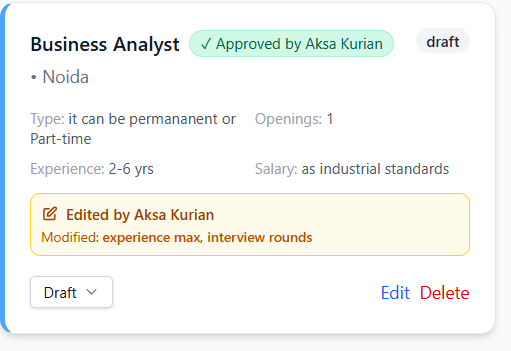 Business Analyst ✓ Approved by Aksa Kurian draft
• Noida
Type: it can be permananent or Openings: 1
Part-time
Experience: 2-6 yrs Salary: as industrial standards
Edited by Aksa Kurian
Modified: experience max, interview rounds
Draft Edit Delete